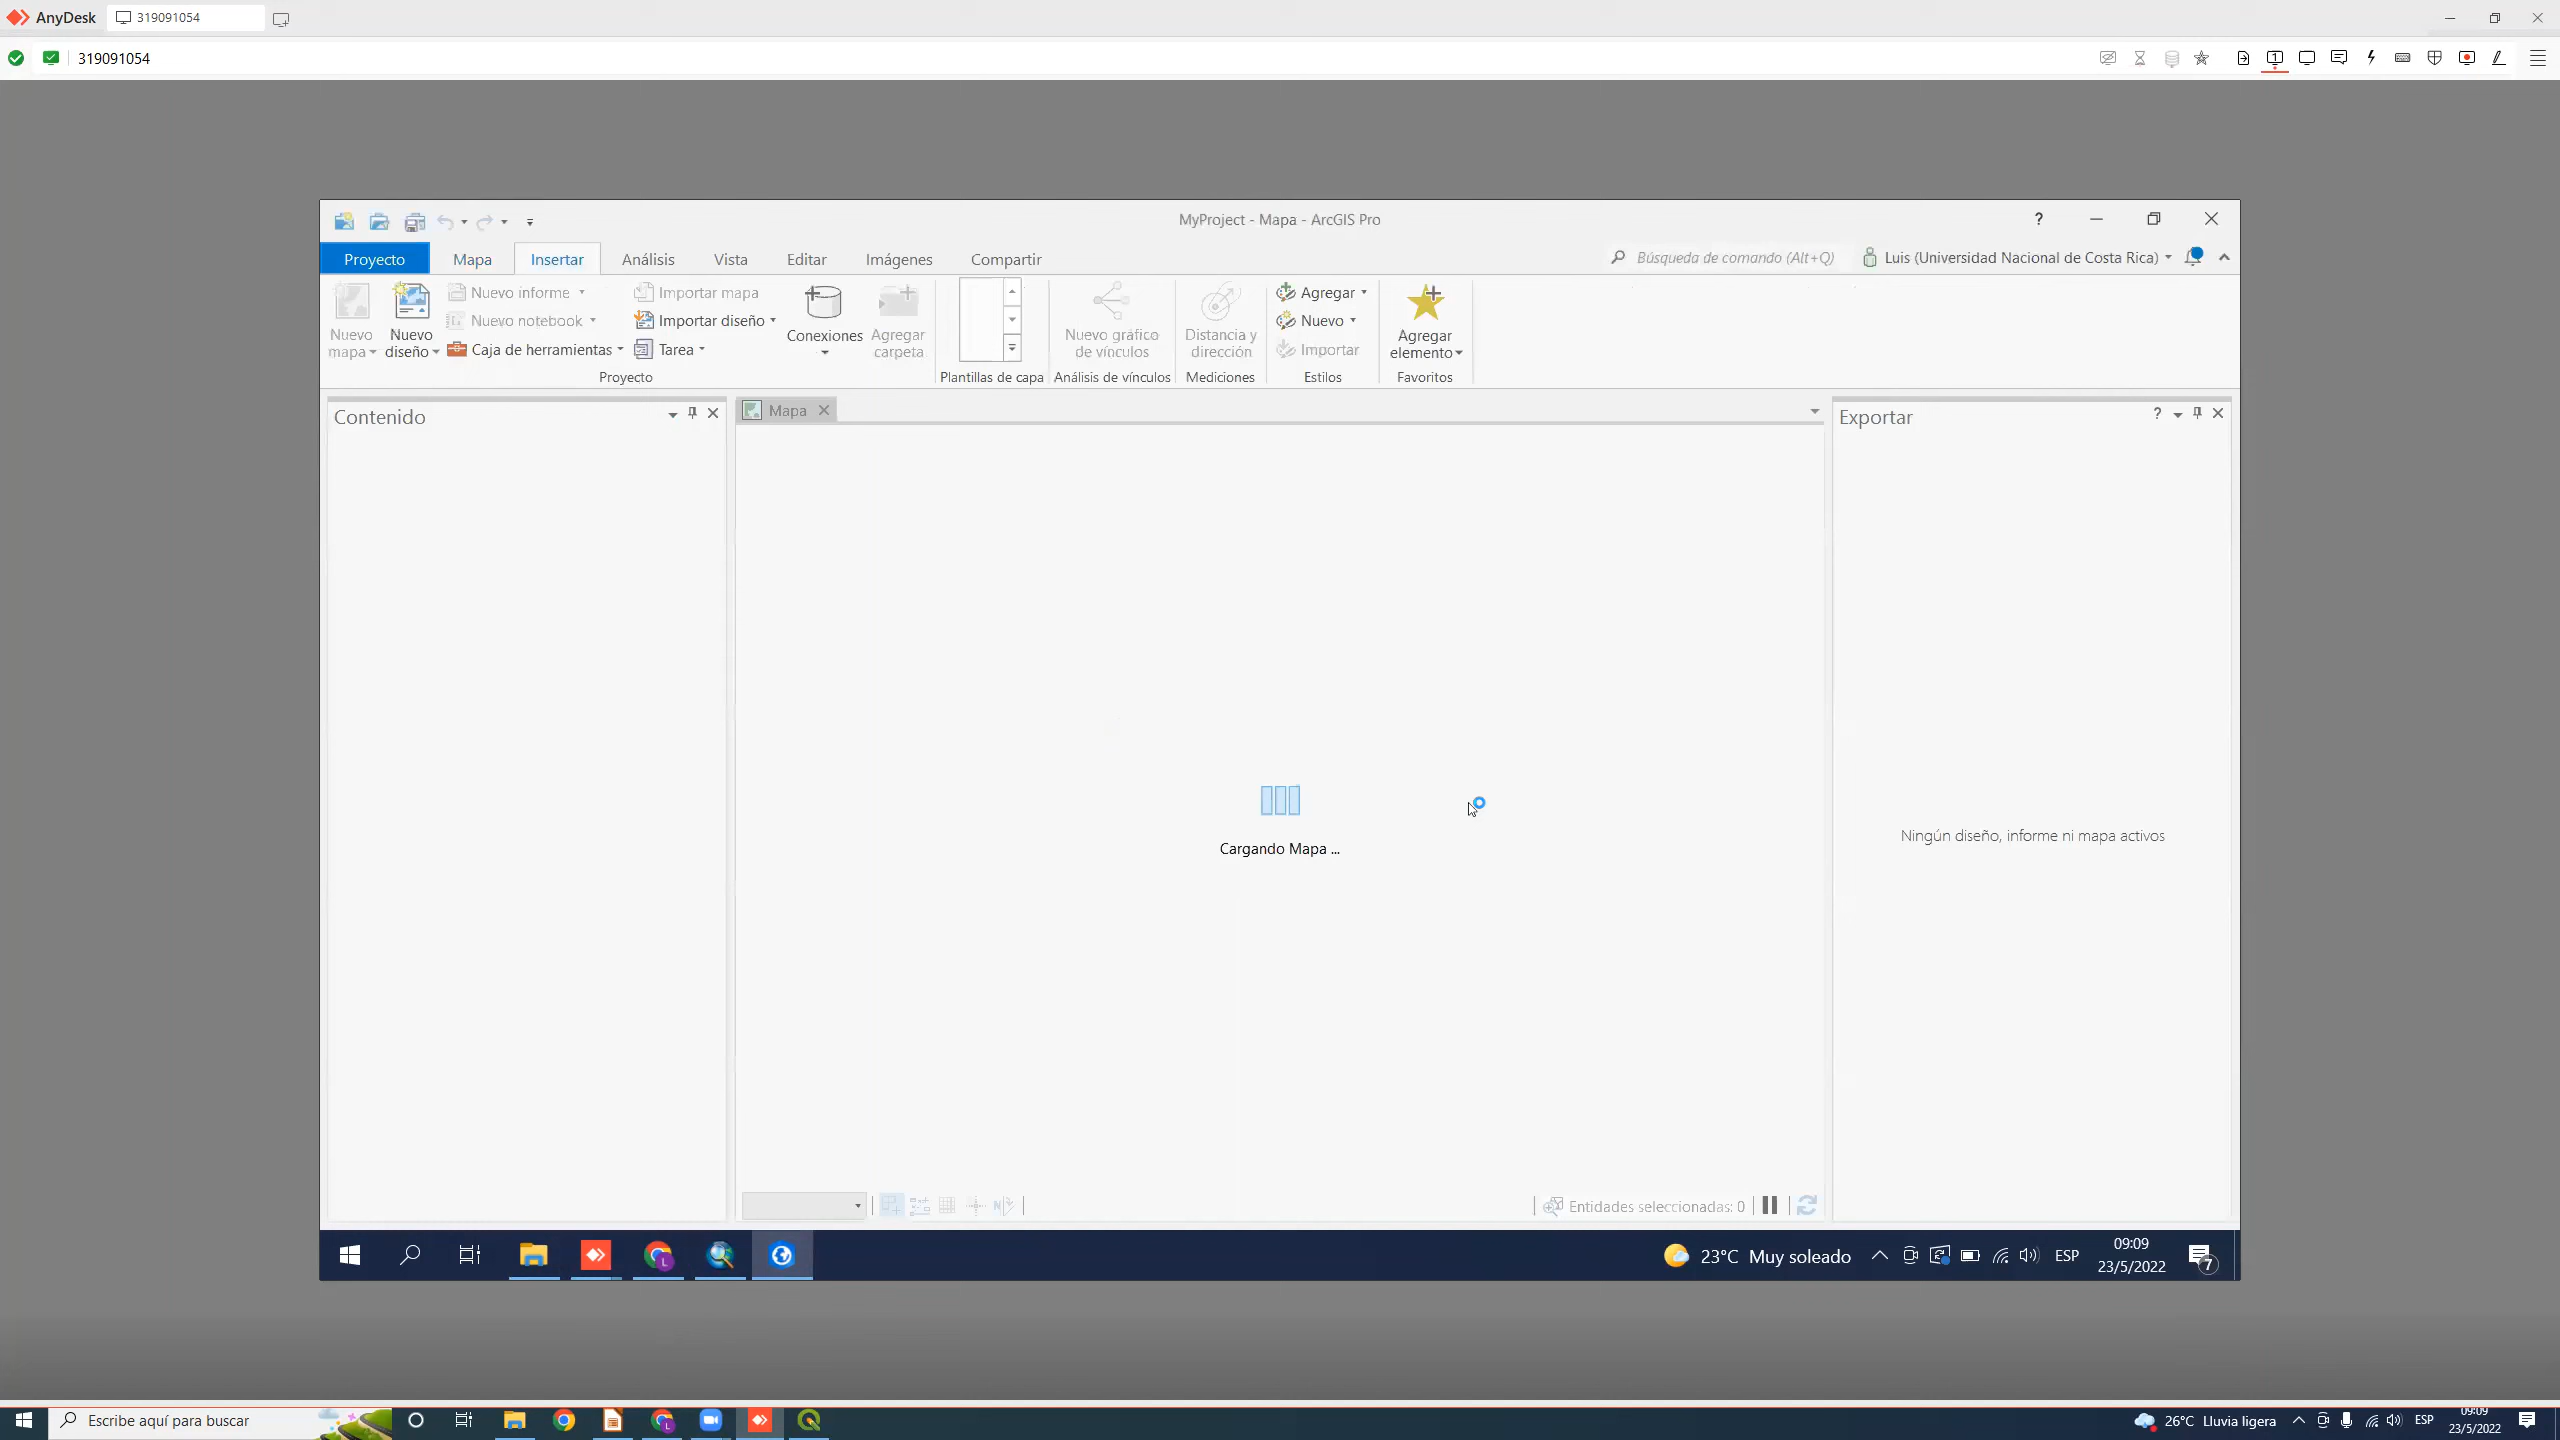 AnyDesk 319091054
319091054
MyProject - Mapa - ArcGIS Pro
Proyecto Mapa Insertar Análisis Vista Editar Imágenes Compartir Búsqueda de comando (Alt+Q) Luis (Universidad Nacional de Costa Rica)
Nuevo mapa
Nuevo diseño
Nuevo informe
Nuevo notebook
Caja de herramientas
Importar mapa
Importar diseño
Tarea
Conexiones
Agregar carpeta
Nuevo gráfico de vínculos
Distancia y dirección
Agregar
Nuevo
Importar
Agregar elemento
Proyecto Plantillas de capa Análisis de vínculos Mediciones Estilos Favoritos
Contenido
Mapa
Exportar
Ningún diseño, informe ni mapa activos
Cargando Mapa ...
Entidades seleccionadas: 0
23°C Muy soleado ESP 09:09
23/5/2022
7
Escribe aquí para buscar
26°C Lluvia ligera ESP 09:09
23/5/2022